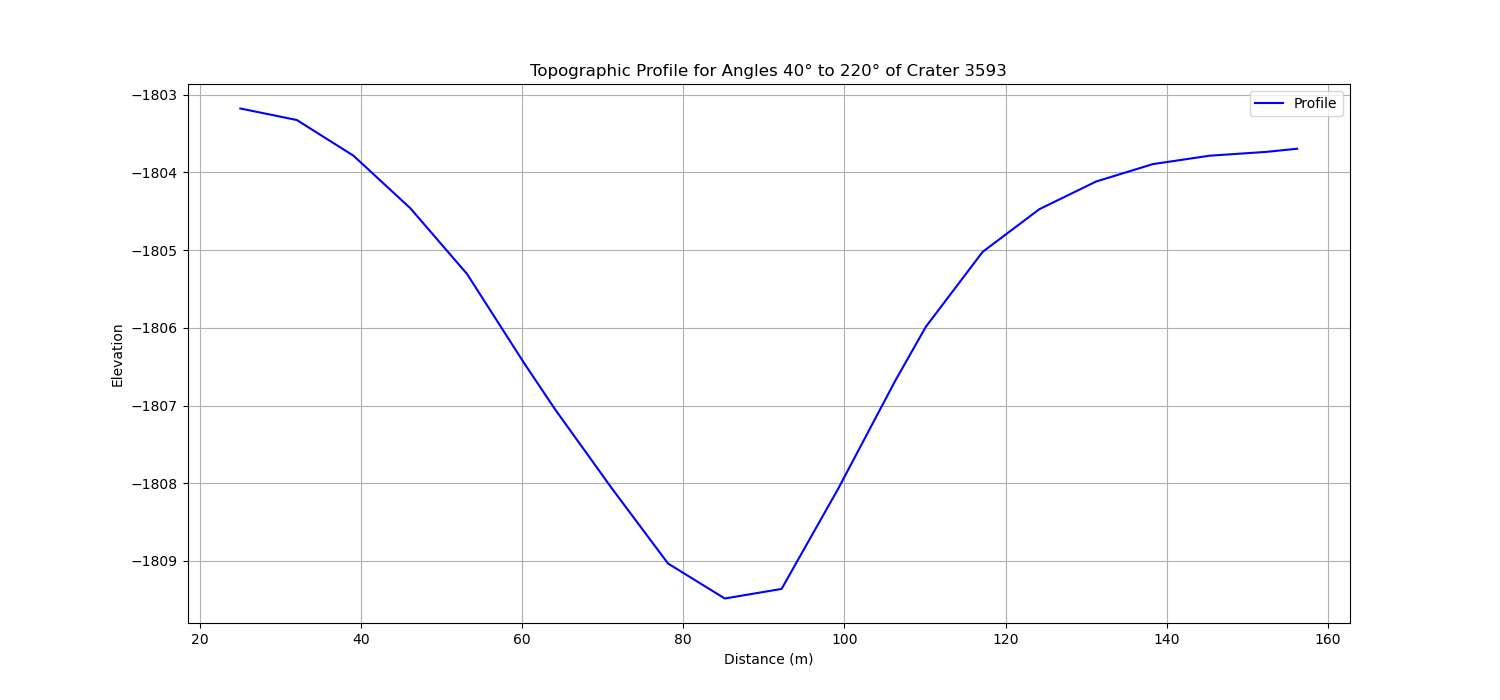 Topographic Profile for Angles 40° to 220° of Crater 3593
Profile
−1803
−1804
−1805
−1806
−1807
−1808
−1809
Elevation
20 40 60 80 100 120 140 160
Distance (m)